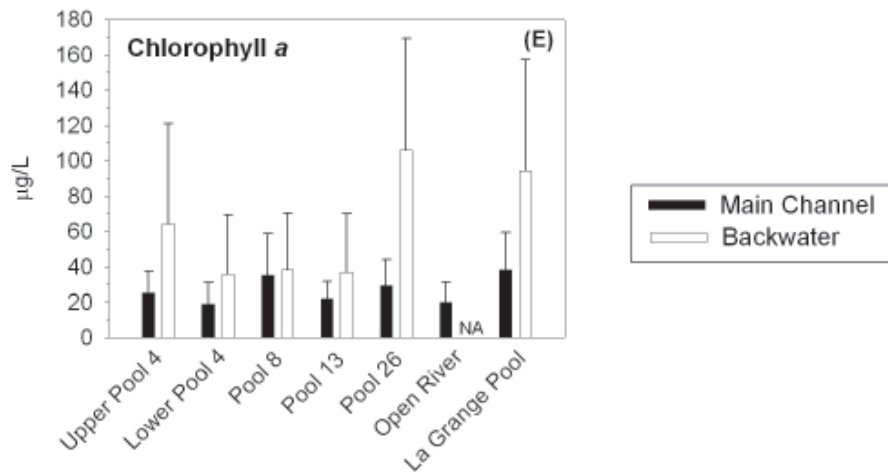 180
160
140
120
100
80
60
40
20
0
µg/L
Chlorophyll a
(E)
NA
Upper Pool 4
Lower Pool 4
Pool 8
Pool 13
Pool 26
Open River
La Grange Pool
Main Channel
Backwater